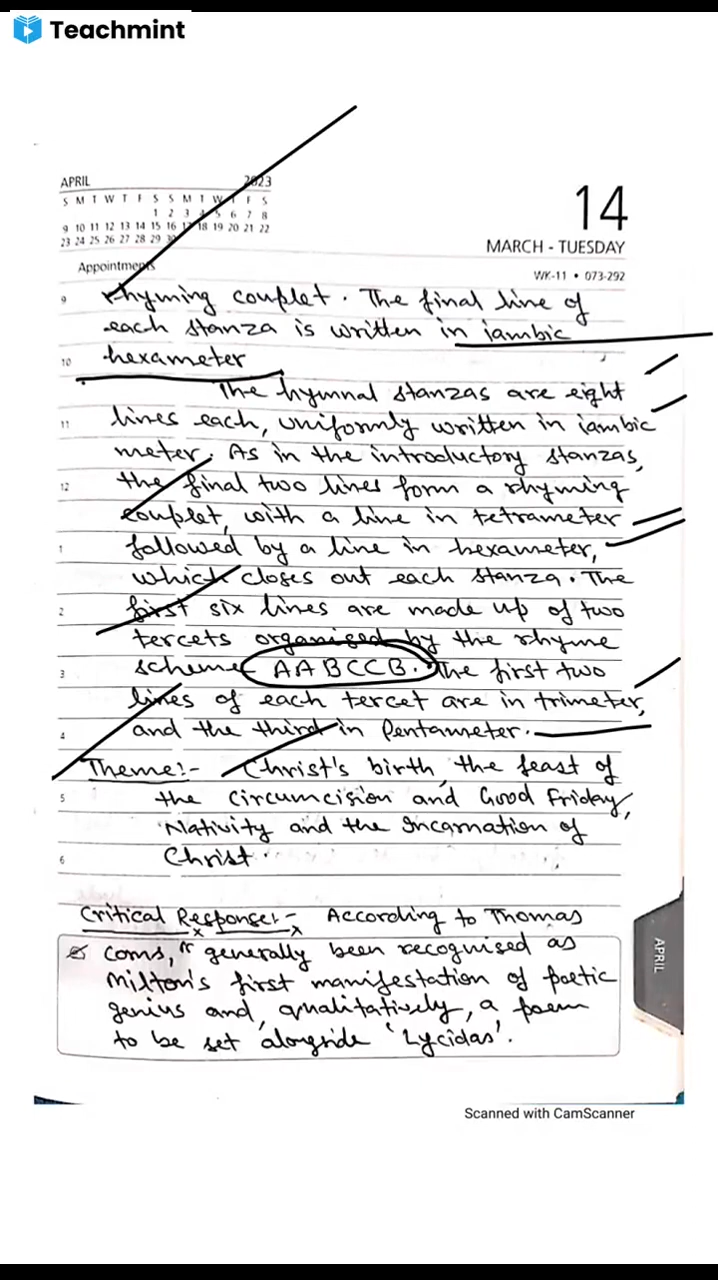 Teachmint
APRIL 2023
S M T W T F S S M T W T F S
1 2 3 4 5 6 7 8
9 10 11 12 13 14 15 16 17 18 19 20 21 22
23 24 25 26 27 28 29 30
14
MARCH - TUESDAY
Appointments
WK-11 • 073-292
9 rhyming couplet. The final line of
each stanza is written in iambic
10 hexameter
The hymnal stanzas are eight
11 lines each, uniformly written in iambic
meter. As in the introductory stanzas,
12 the final two lines form a rhyming
couplet, with a line in tetrameter
1 followed by a line in hexameter,
which closes out each stanza. The
2 first six lines are made up of two
tercets organised by the rhyme
3 scheme AABCCB. The first two
lines of each tercet are in trimeter,
4 and the third in Pentameter.
Theme:- Christ's birth, the feast of
5 the circumcision and Good Friday,
Nativity and the Incarnation of
6 Christ.
Critical Response:- According to Thomas
Corns, " generally been recognised as
Milton's first manifestation of poetic
genius and, qualitatively, a poem
to be set alongside 'Lycidas'.
APRIL
Scanned with CamScanner